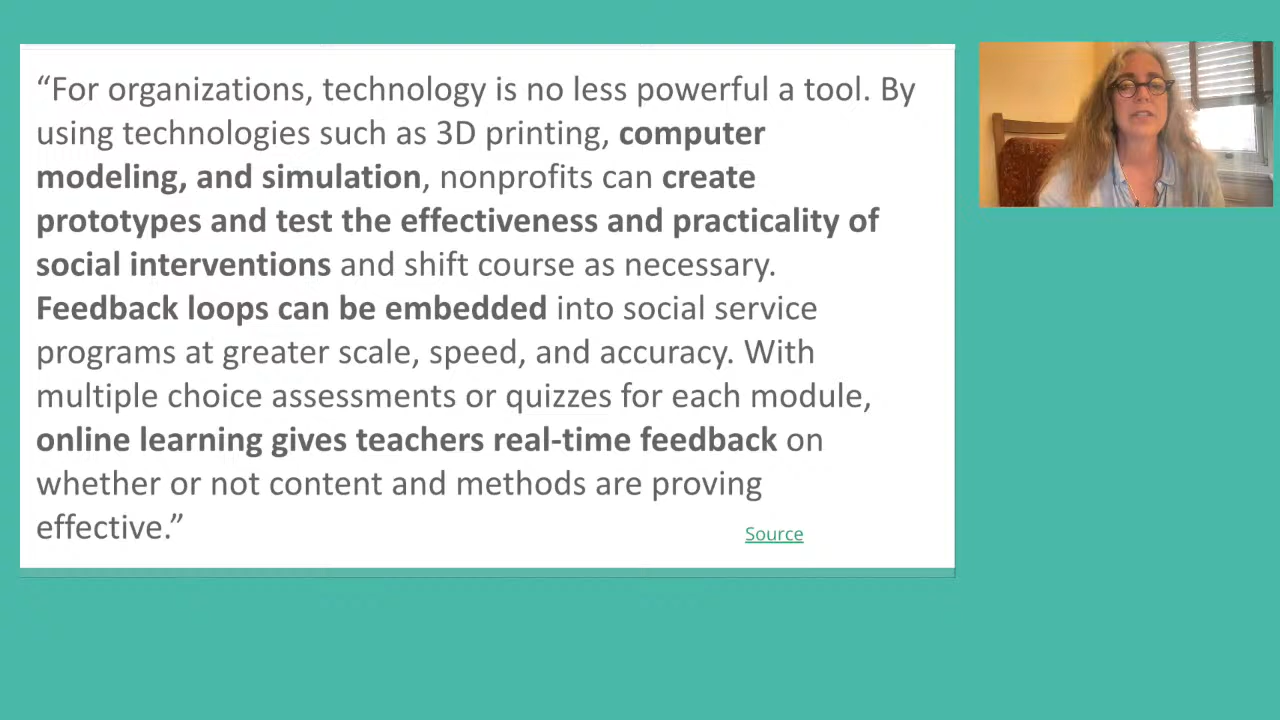 “For organizations, technology is no less powerful a tool. By
using technologies such as 3D printing, computer
modeling, and simulation, nonprofits can create
prototypes and test the effectiveness and practicality of
social interventions and shift course as necessary.
Feedback loops can be embedded into social service
programs at greater scale, speed, and accuracy. With
multiple choice assessments or quizzes for each module,
online learning gives teachers real-time feedback on
whether or not content and methods are proving
effective.”
Source